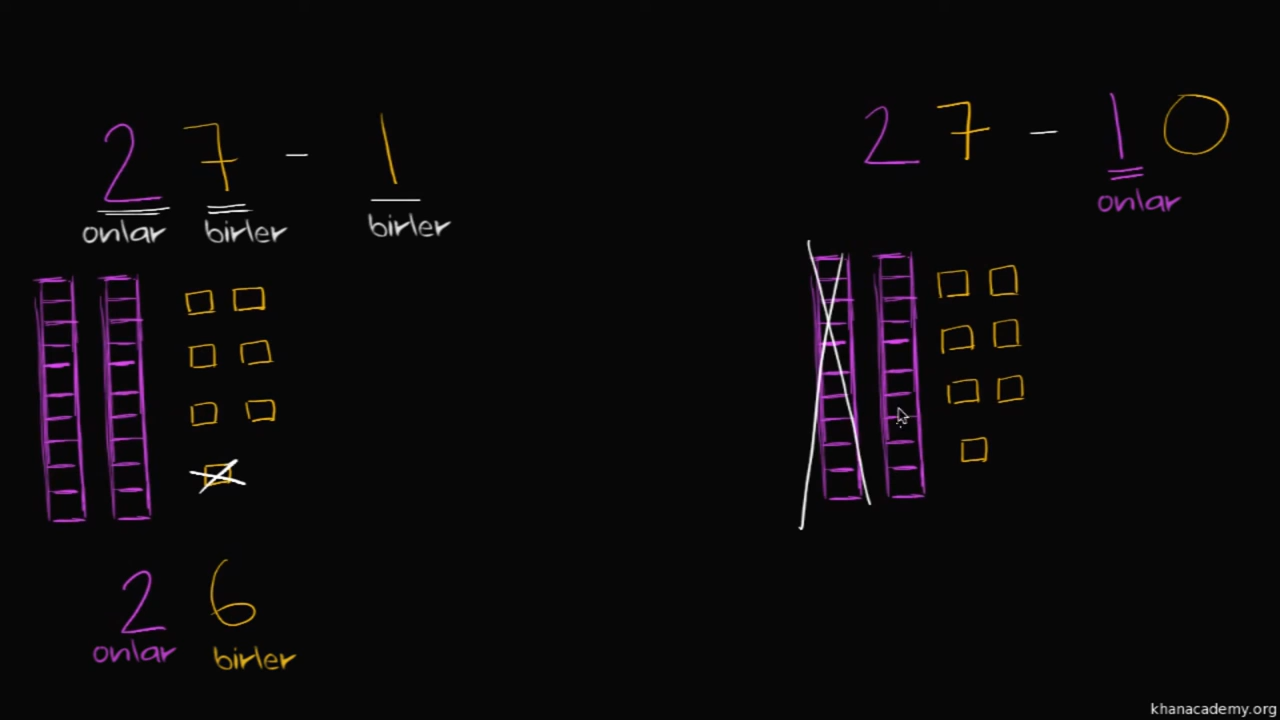 27 - 1
onlar birler birler
26
onlar birler
27 - 10
onlar
khanacademy.org